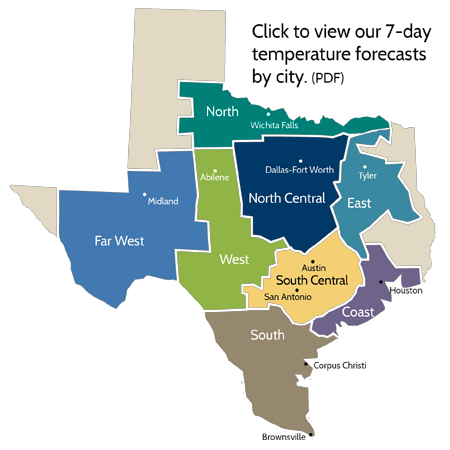 Click to view our 7-day
temperature forecasts
by city. (PDF)
North
Wichita Falls
Abilene
Dallas-Fort Worth
Tyler
Midland
North Central
East
Far West
West
Austin
South Central
San Antonio
Houston
Coast
South
Corpus Christi
Brownsville